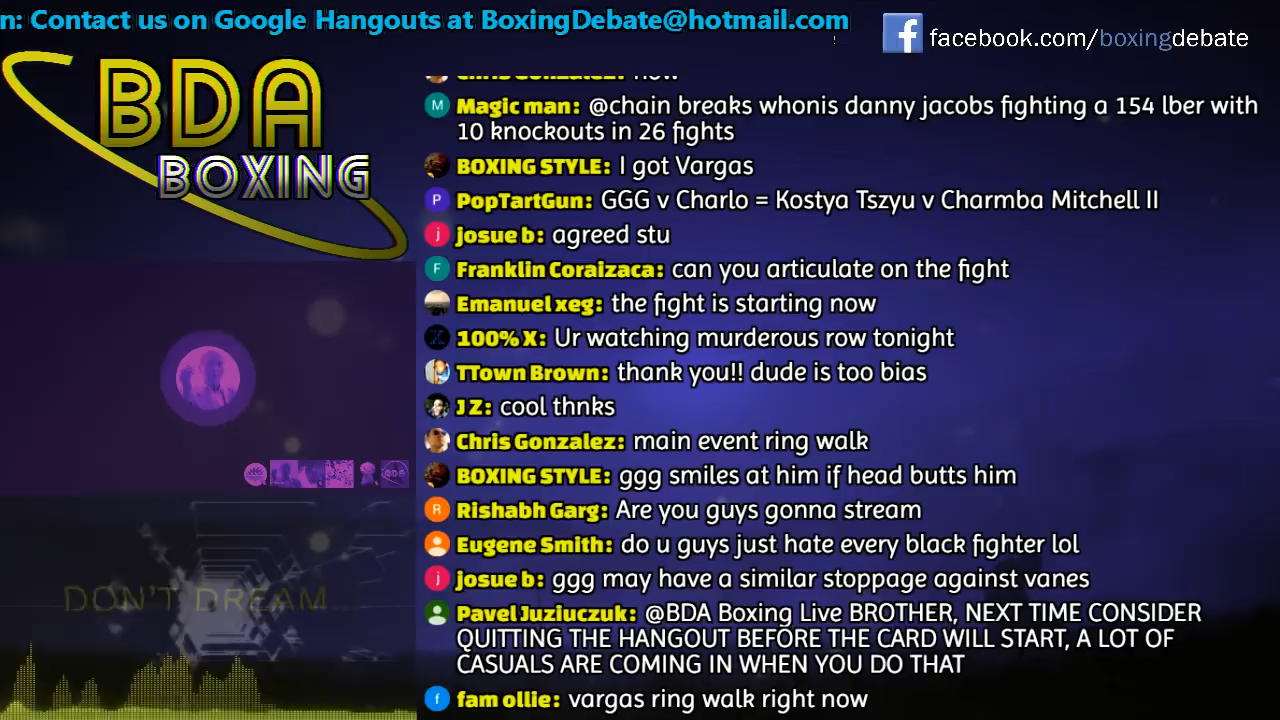 n: Contact us on Google Hangouts at BoxingDebate@hotmail.com
facebook.com/boxingdebate
BDA
BOXING
Chris Gonzalez: now
Magic man: @chain breaks whonis danny jacobs fighting a 154 lber with
10 knockouts in 26 fights
BOXING STYLE: I got Vargas
PopTartGun: GGG v Charlo = Kostya Tszyu v Charmba Mitchell II
josue b: agreed stu
Franklin Coraizaca: can you articulate on the fight
Emanuel xeg: the fight is starting now
100% X: Ur watching murderous row tonight
TTown Brown: thank you!! dude is too bias
J Z: cool thnks
Chris Gonzalez: main event ring walk
BOXING STYLE: ggg smiles at him if head butts him
Rishabh Garg: Are you guys gonna stream
Eugene Smith: do u guys just hate every black fighter lol
josue b: ggg may have a similar stoppage against vanes
Pavel Juziuczuk: @BDA Boxing Live BROTHER, NEXT TIME CONSIDER
QUITTING THE HANGOUT BEFORE THE CARD WILL START, A LOT OF
CASUALS ARE COMING IN WHEN YOU DO THAT
fam ollie: vargas ring walk right now
DON'T DREAM...